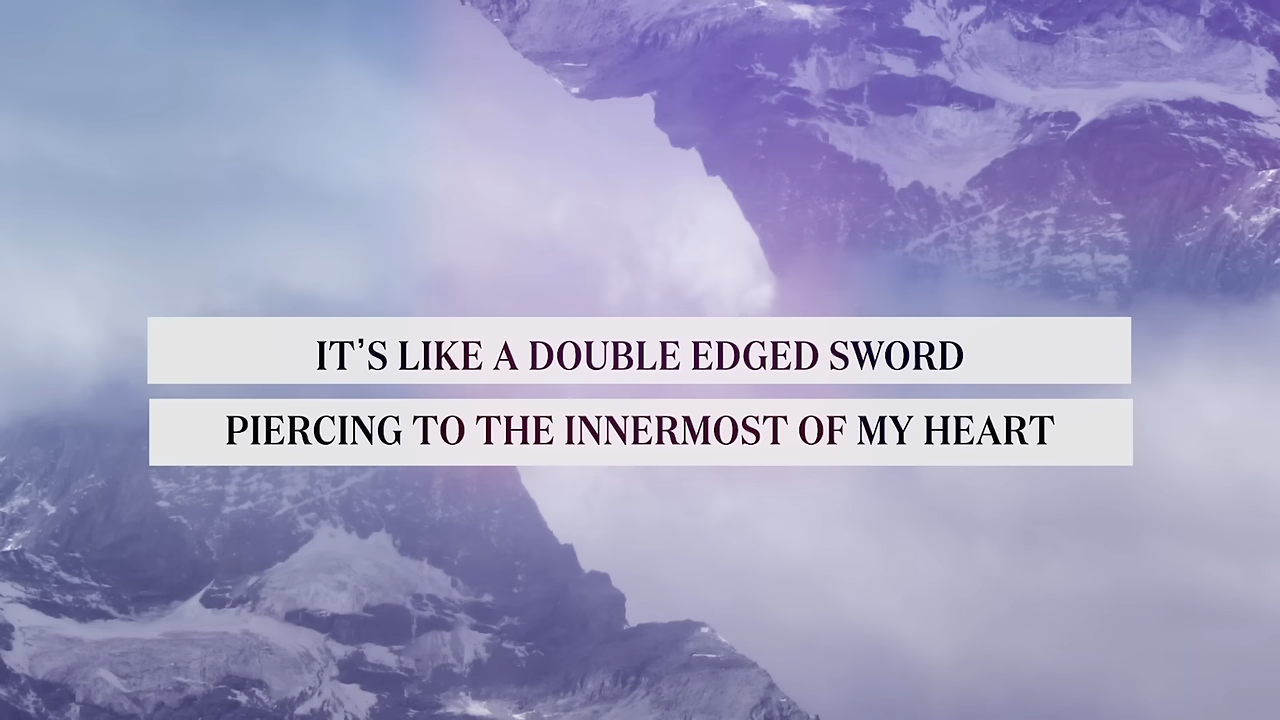 IT’S LIKE A DOUBLE EDGED SWORD
PIERCING TO THE INNERMOST OF MY HEART